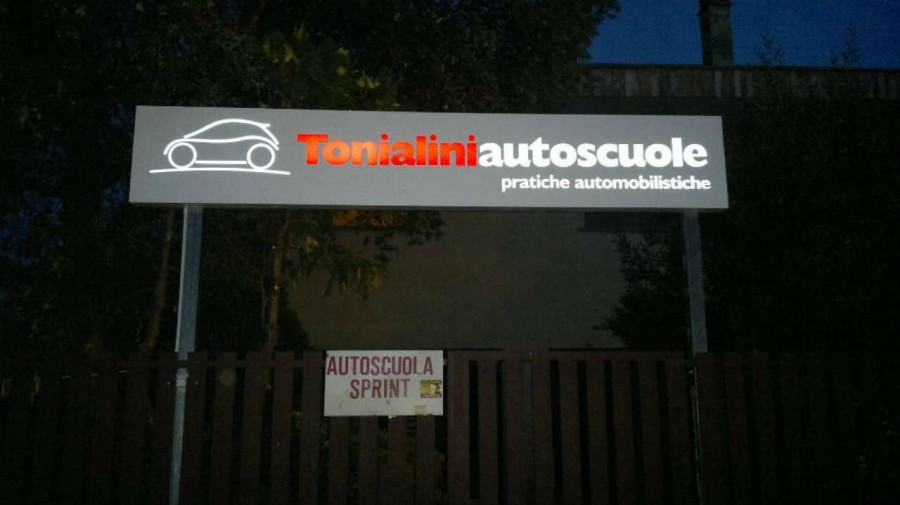 Tonialiniautoscuole
pratiche automobilistiche
AUTOSCUOLA
SPRINT